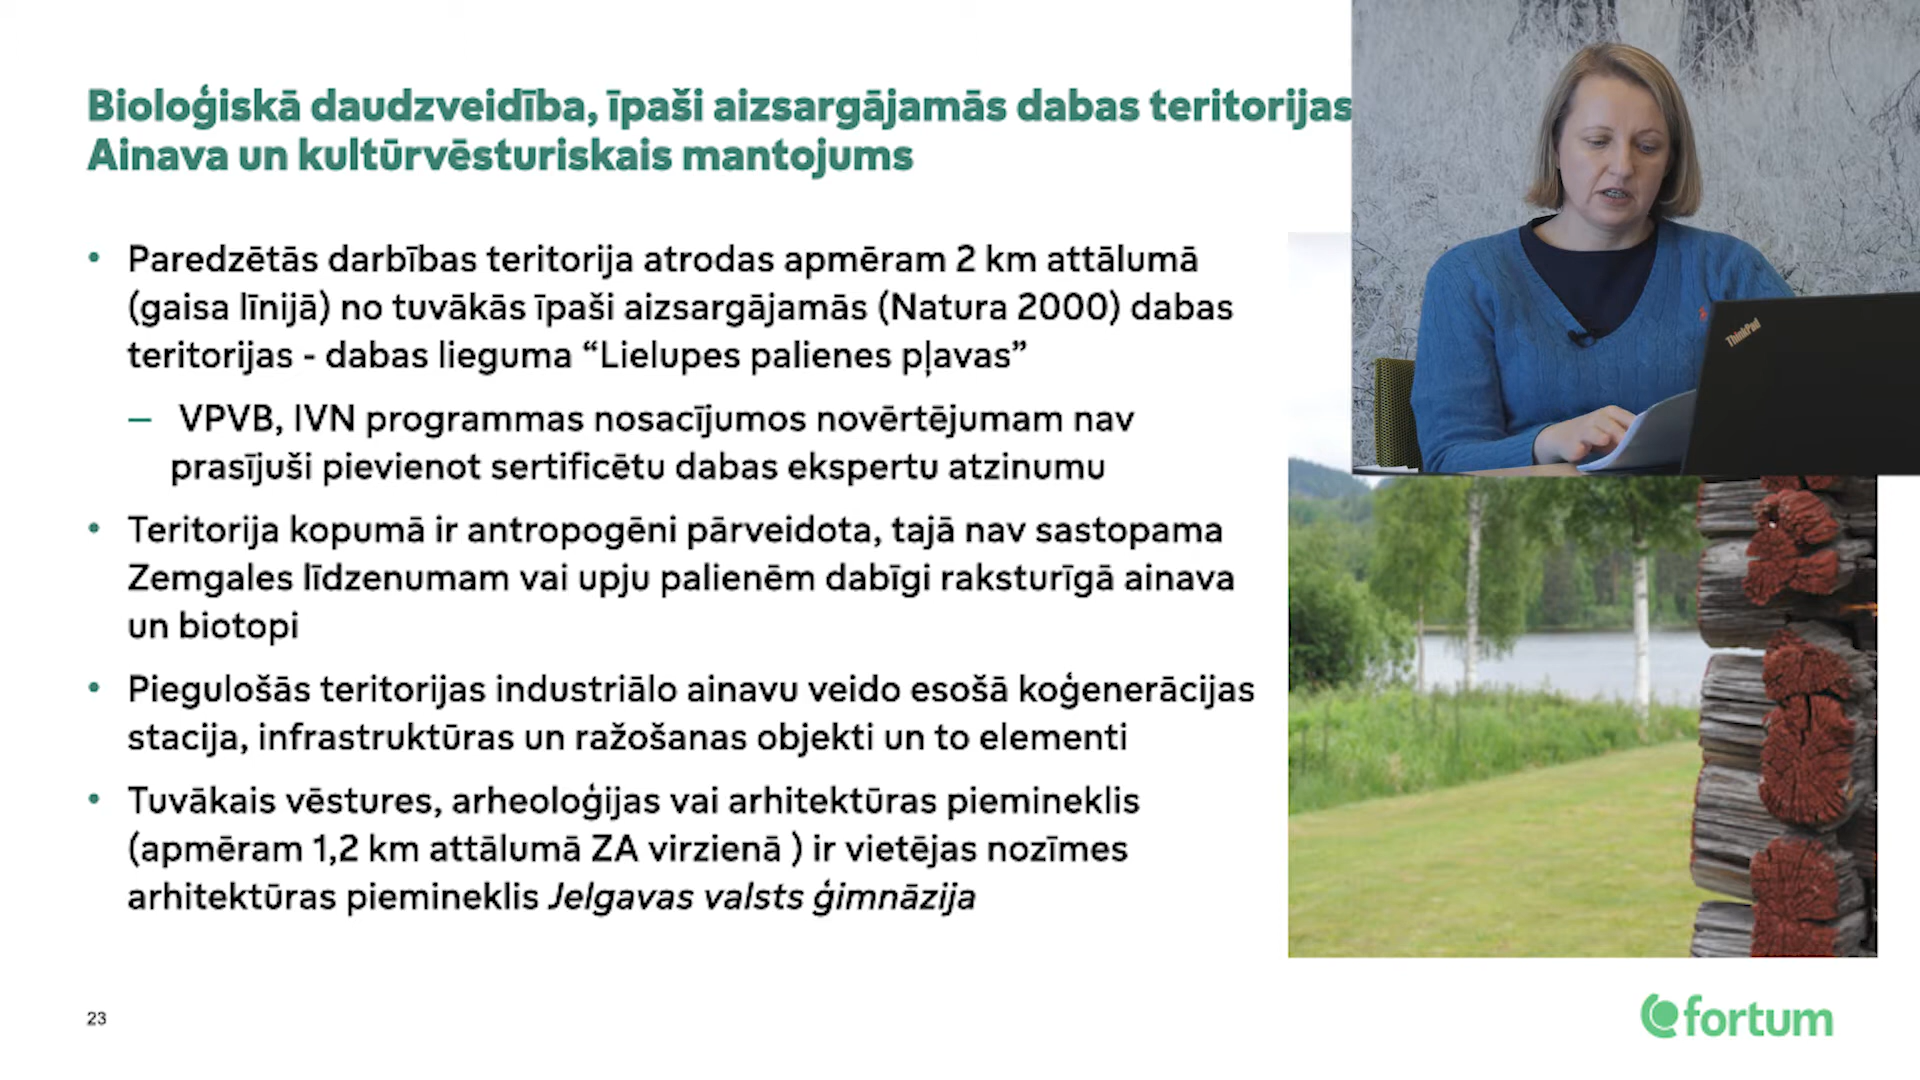 Bioloģiskā daudzveidība, īpaši aizsargājamās dabas teritorijas
Ainava un kultūrvēsturiskais mantojums
• Paredzētās darbības teritorija atrodas apmēram 2 km attālumā
(gaisa līnijā) no tuvākās īpaši aizsargājamās (Natura 2000) dabas
teritorijas - dabas lieguma “Lielupes palienes pļavas”
– VPVB, IVN programmas nosacījumos novērtējumam nav
prasījuši pievienot sertificētu dabas ekspertu atzinumu
• Teritorija kopumā ir antropogēni pārveidota, tajā nav sastopama
Zemgales līdzenumam vai upju palienēm dabīgi raksturīgā ainava
un biotopi
• Piegulošās teritorijas industriālo ainavu veido esošā koģenerācijas
stacija, infrastruktūras un ražošanas objekti un to elementi
• Tuvākais vēstures, arheoloģijas vai arhitektūras piemineklis
(apmēram 1,2 km attālumā ZA virzienā ) ir vietējas nozīmes
arhitektūras piemineklis Jelgavas valsts ģimnāzija
ThinkPad
23
fortum